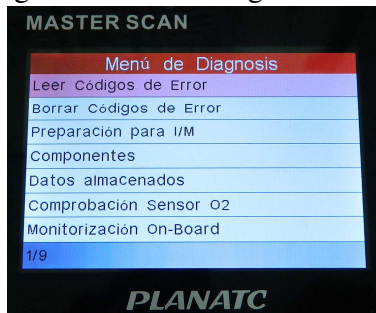 MASTER SCAN
Menú de Diagnosis
Leer Códigos de Error
Borrar Códigos de Error
Preparación para I/M
Componentes
Datos almacenados
Comprobación Sensor O2
Monitorización On-Board
1/9
PLANATC